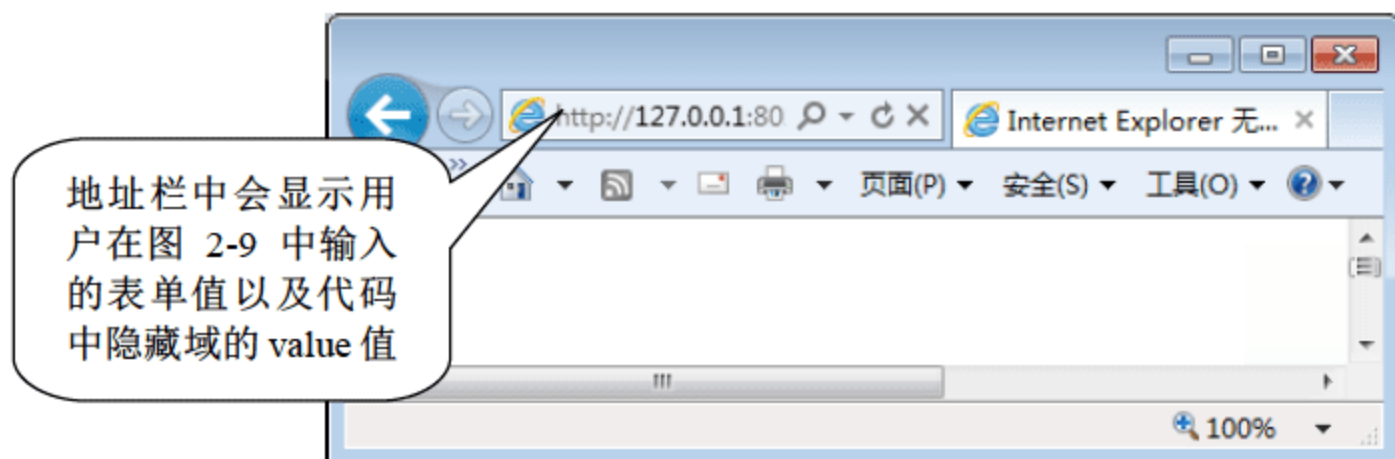 http://127.0.0.1:80
Internet Explorer 无...
页面(P) 安全(S) 工具(O)
地址栏中会显示用
户在图 2-9 中输入
的表单值以及代码
中隐藏域的 value 值
100%